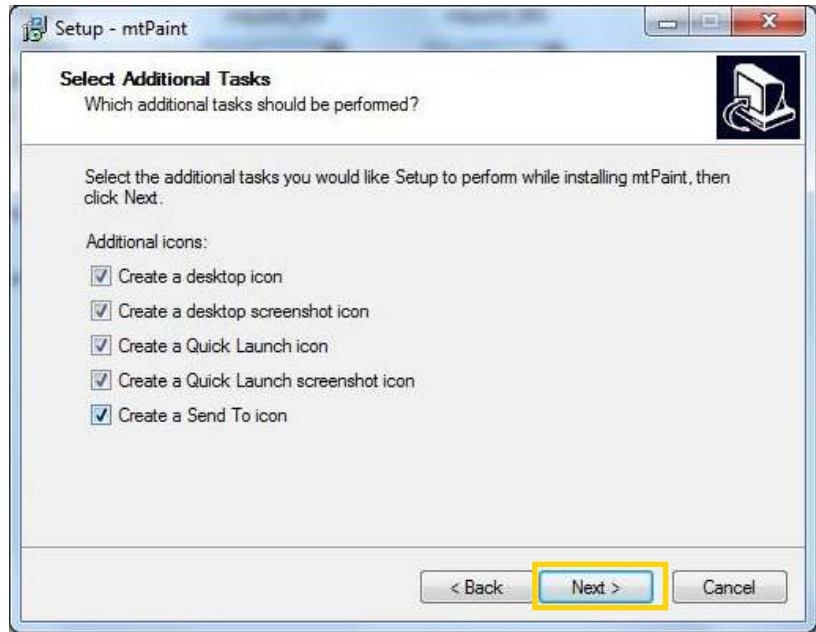 Setup - mtPaint
Select Additional Tasks
Which additional tasks should be performed?
Select the additional tasks you would like Setup to perform while installing mtPaint, then
click Next.
Additional icons:
Create a desktop icon
Create a desktop screenshot icon
Create a Quick Launch icon
Create a Quick Launch screenshot icon
Create a Send To icon
< Back
Next >
Cancel